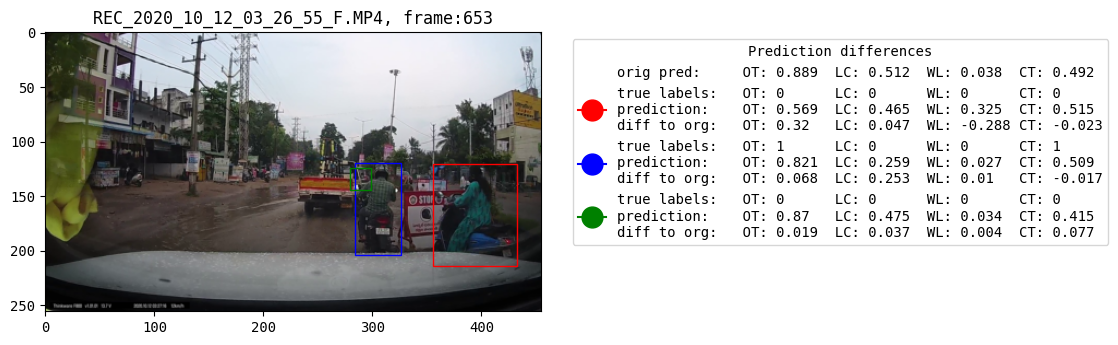 REC_2020_10_12_03_26_55_F.MP4, frame:653
0
50
100
150
200
250
0 100 200 300 400
STOP
Prediction differences
orig pred: OT: 0.889 LC: 0.512 WL: 0.038 CT: 0.492
true labels: OT: 0 LC: 0 WL: 0 CT: 0
prediction: OT: 0.569 LC: 0.465 WL: 0.325 CT: 0.515
diff to org: OT: 0.32 LC: 0.047 WL: -0.288 CT: -0.023
true labels: OT: 1 LC: 0 WL: 0 CT: 1
prediction: OT: 0.821 LC: 0.259 WL: 0.027 CT: 0.509
diff to org: OT: 0.068 LC: 0.253 WL: 0.01 CT: -0.017
true labels: OT: 0 LC: 0 WL: 0 CT: 0
prediction: OT: 0.87 LC: 0.475 WL: 0.034 CT: 0.415
diff to org: OT: 0.019 LC: 0.037 WL: 0.004 CT: 0.077